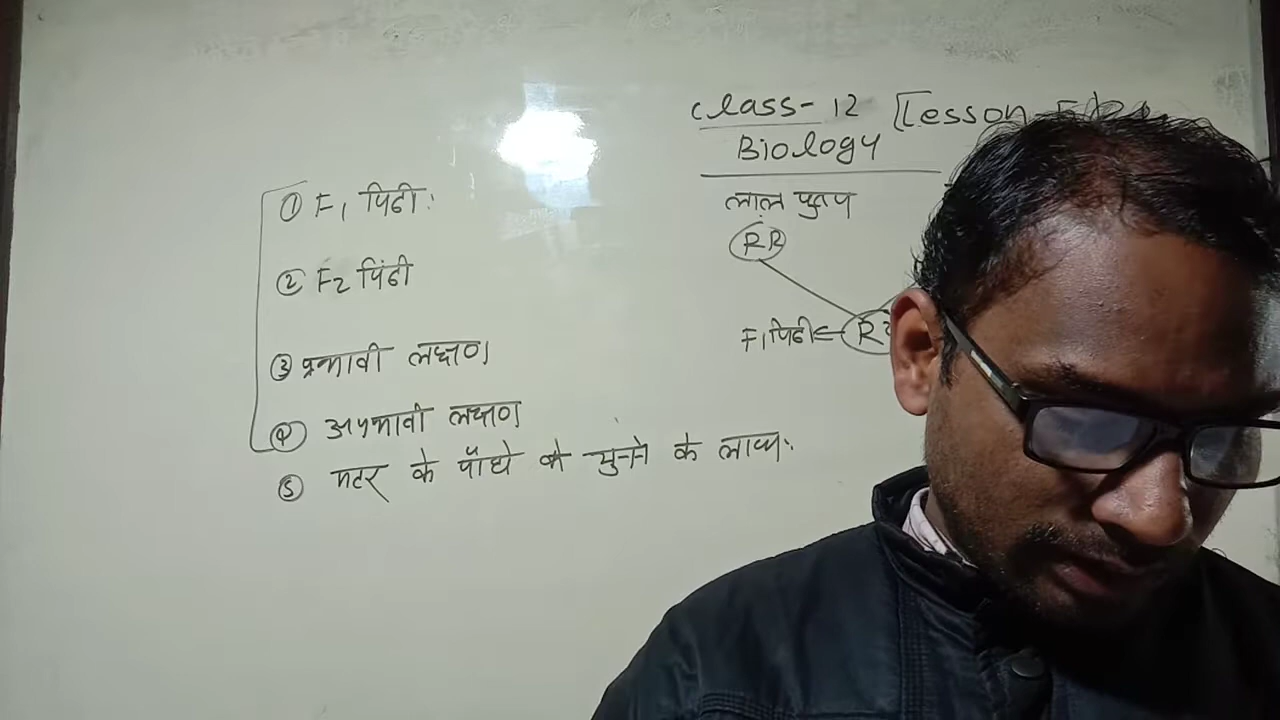 Class- 12 [Lesson
Biology
① F1 पिढी:
② F2 पिंढी
③ प्रभावी लक्षण
④ अप्रभावी लक्षण
⑤ मटर के पौधे को चुनने के लाभ:
लाल पुष्प
RR
F1 पिढी